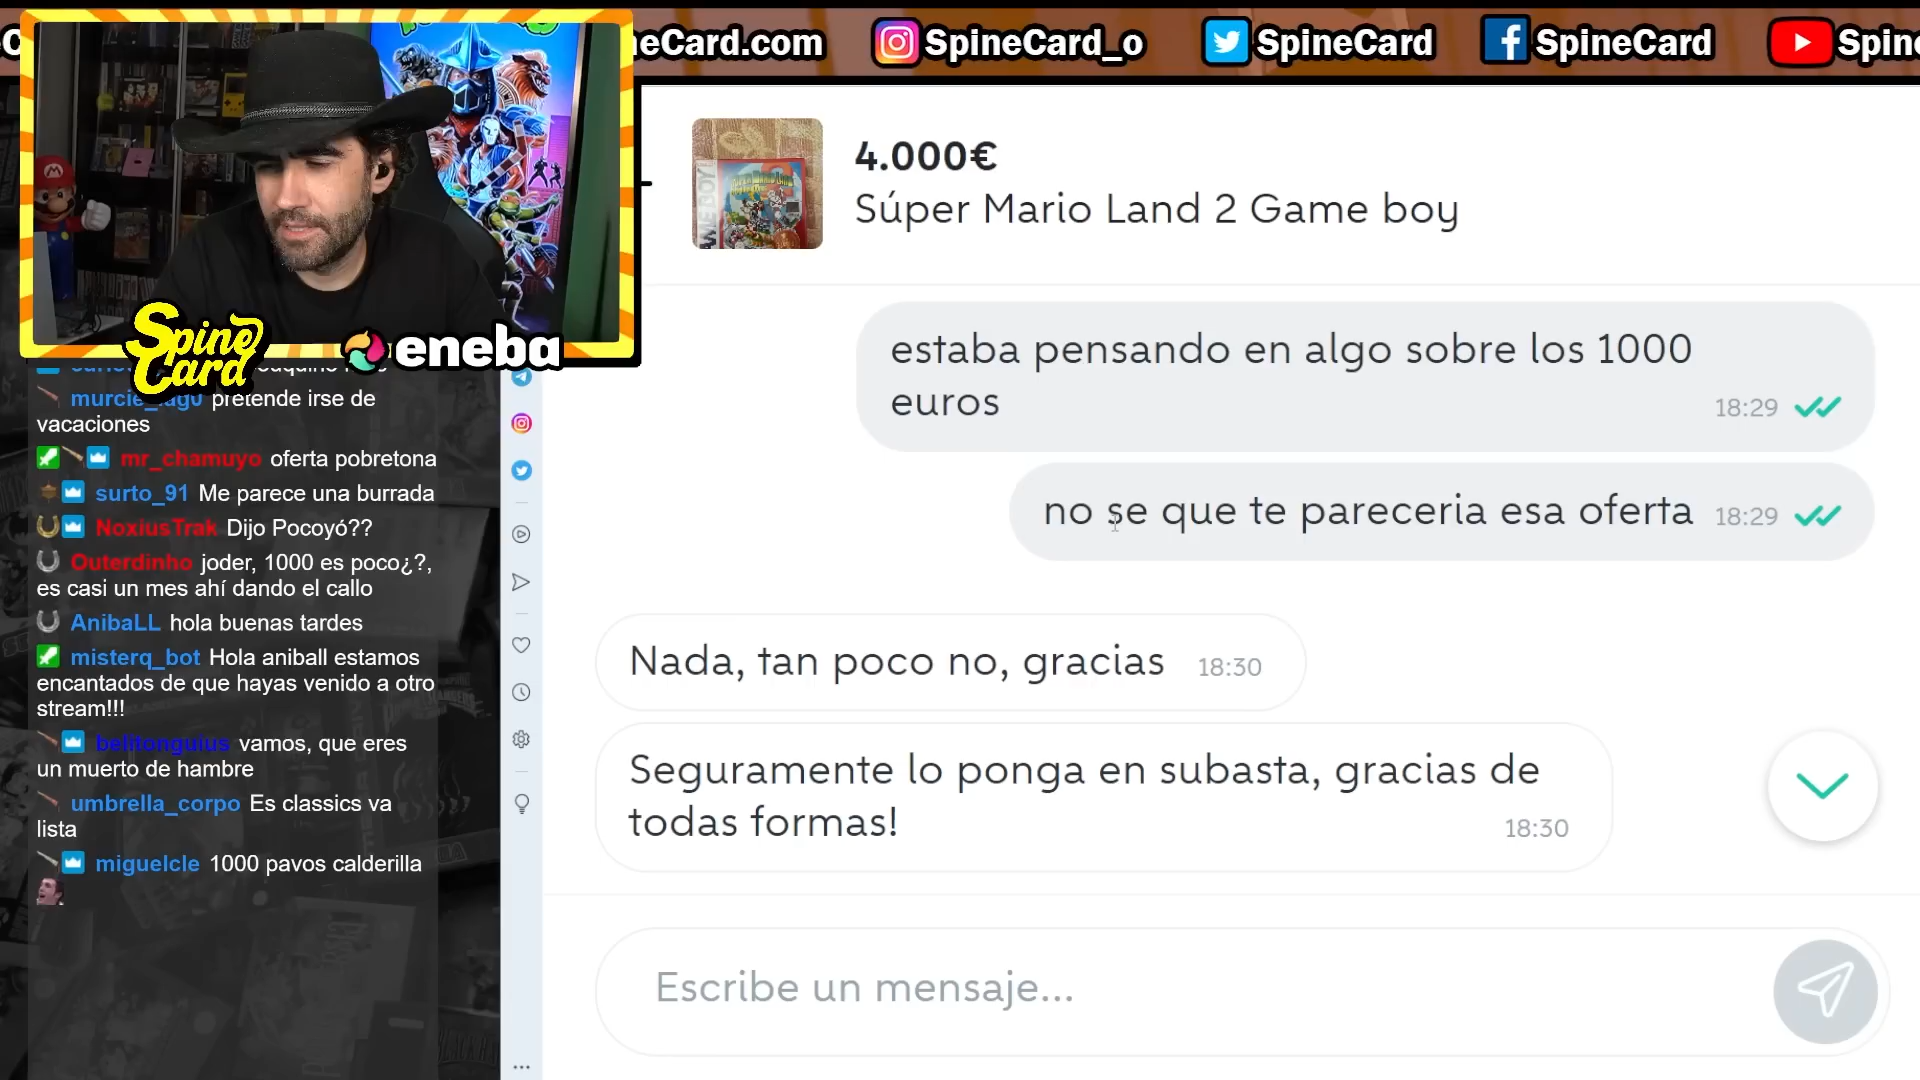 neCard.com
SpineCard_o
SpineCard
SpineCard
Spine
4.000€
Súper Mario Land 2 Game boy
estaba pensando en algo sobre los 1000
euros
18:29
no se que te pareceria esa oferta
18:29
Nada, tan poco no, gracias
18:30
Seguramente lo ponga en subasta, gracias de
todas formas!
18:30
Escribe un mensaje...
Spine
Card
eneba
pretende irse de
vacaciones
mr_chamuyo oferta pobretona
surto_91 Me parece una burrada
NoxiusTrak Dijo Pocoyó??
Outerdinho joder, 1000 es poco¿?,
es casi un mes ahí dando el callo
AnibaLL hola buenas tardes
misterq_bot Hola aniball estamos
encantados de que hayas venido a otro
stream!!!
belitonguius vamos, que eres
un muerto de hambre
umbrella_corpo Es classics va
lista
miguelcle 1000 pavos calderilla